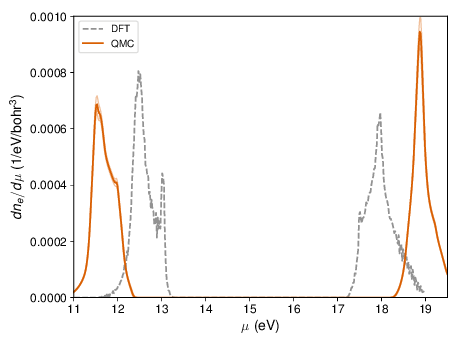 DFT
QMC
0.0010
0.0008
0.0006
0.0004
0.0002
0.0000
dnₑ/dμ (1/eV/bohr³)
11 12 13 14 15 16 17 18 19
μ (eV)